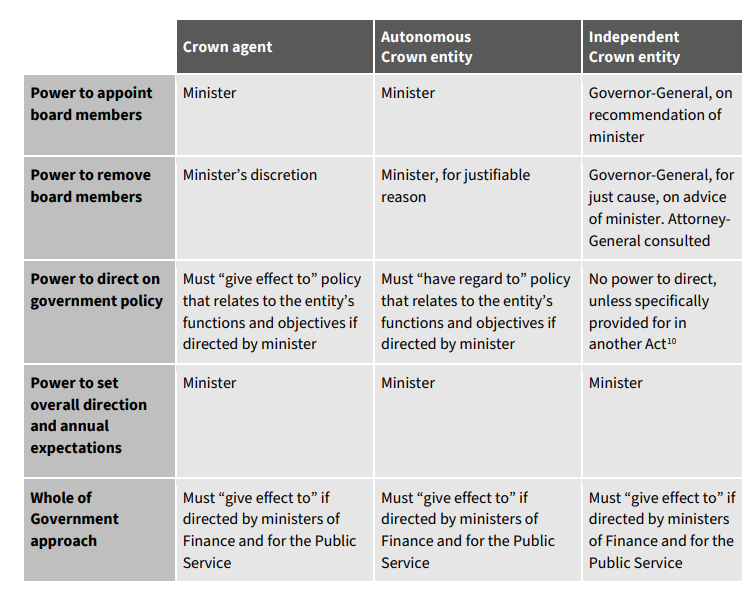 Crown agent
Autonomous
Crown entity
Independent
Crown entity
Power to appoint
board members
Minister
Minister
Governor-General, on
recommendation of
minister
Power to remove
board members
Minister’s discretion
Minister, for justifiable
reason
Governor-General, for
just cause, on advice
of minister. Attorney-
General consulted
Power to direct on
government policy
Must “give effect to” policy
that relates to the entity’s
functions and objectives if
directed by minister
Must “have regard to” policy
that relates to the entity’s
functions and objectives if
directed by minister
No power to direct,
unless specifically
provided for in
another Act¹⁰
Power to set
overall direction
and annual
expectations
Minister
Minister
Minister
Whole of
Government
approach
Must “give effect to” if
directed by ministers of
Finance and for the Public
Service
Must “give effect to” if
directed by ministers of
Finance and for the Public
Service
Must “give effect to” if
directed by ministers
of Finance and for the
Public Service